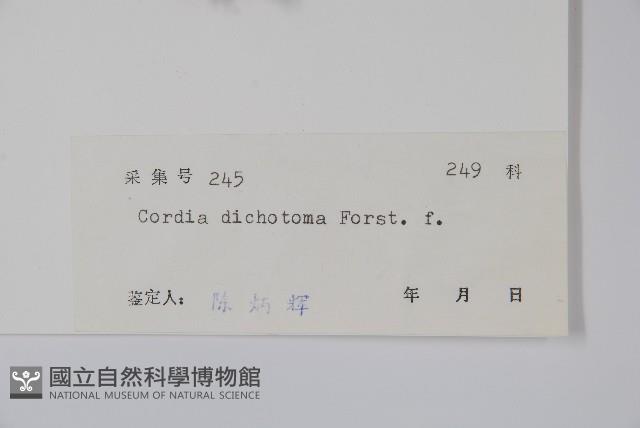 采集号 245 249 科
Cordia dichotoma Forst. f.
鉴定人: 陈炳辉 年 月 日
國立自然科學博物館
NATIONAL MUSEUM OF NATURAL SCIENCE